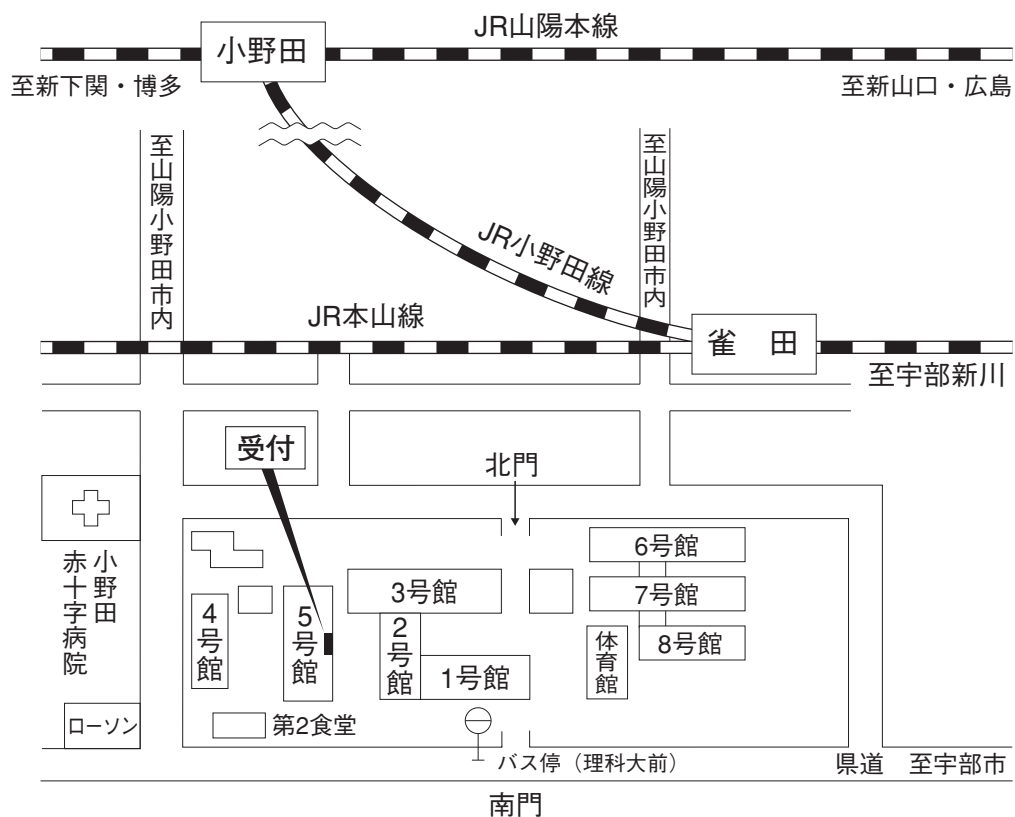 JR山陽本線
小野田
至新下関・博多
至新山口・広島
至山陽小野田市内
至山陽小野田市内
JR小野田線
JR本山線
雀 田
至宇部新川
受付
北門
小野田
赤十字病院
6号館
3号館
7号館
4号館
5号館
2号館
体育館
8号館
1号館
ローソン
第2食堂
バス停（理科大前）
県道 至宇部市
南門